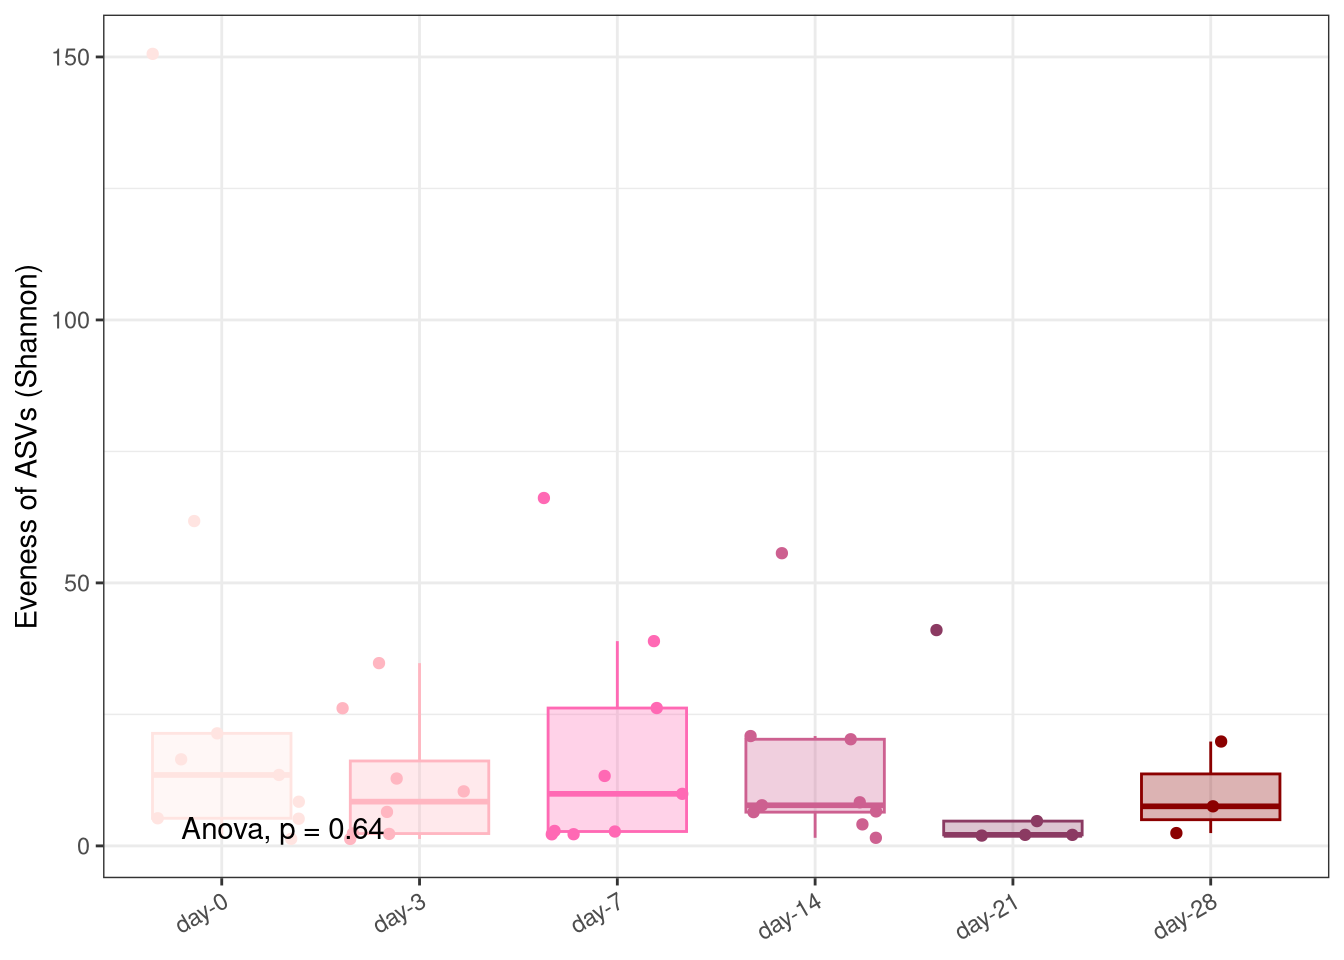 Eveness of ASVs (Shannon)
150
100
50
0
Anova, p = 0.64
day-0
day-3
day-7
day-14
day-21
day-28